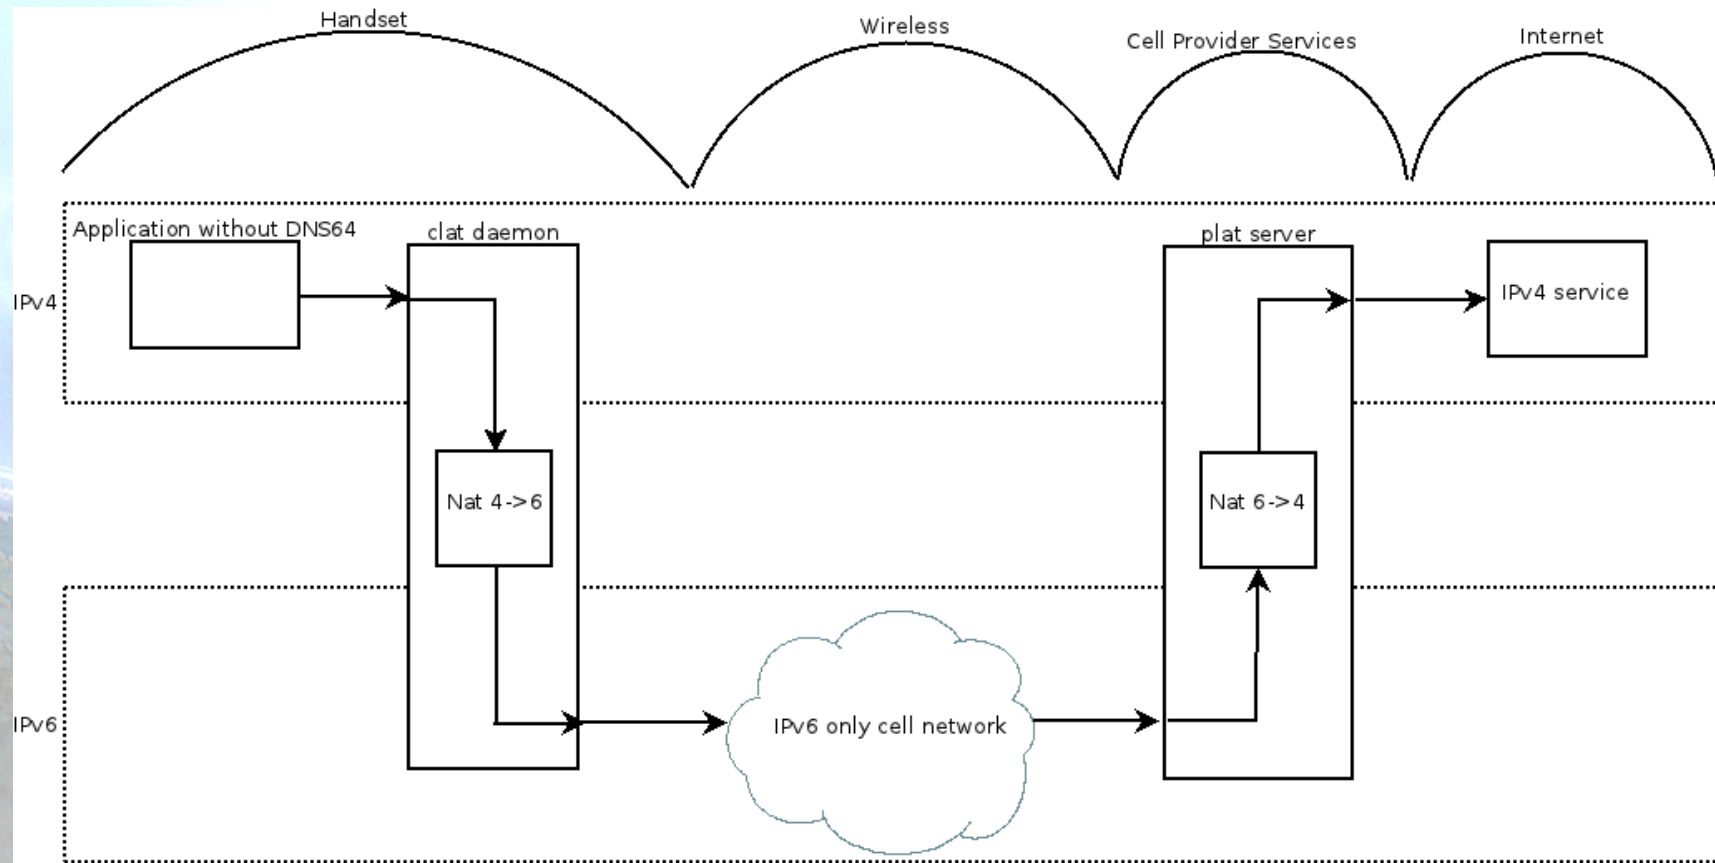 Handset
Wireless
Cell Provider Services
Internet
Application without DNS64
clat daemon
plat server
IPv4
IPv4 service
Nat 4->6
Nat 6->4
IPv6
IPv6 only cell network